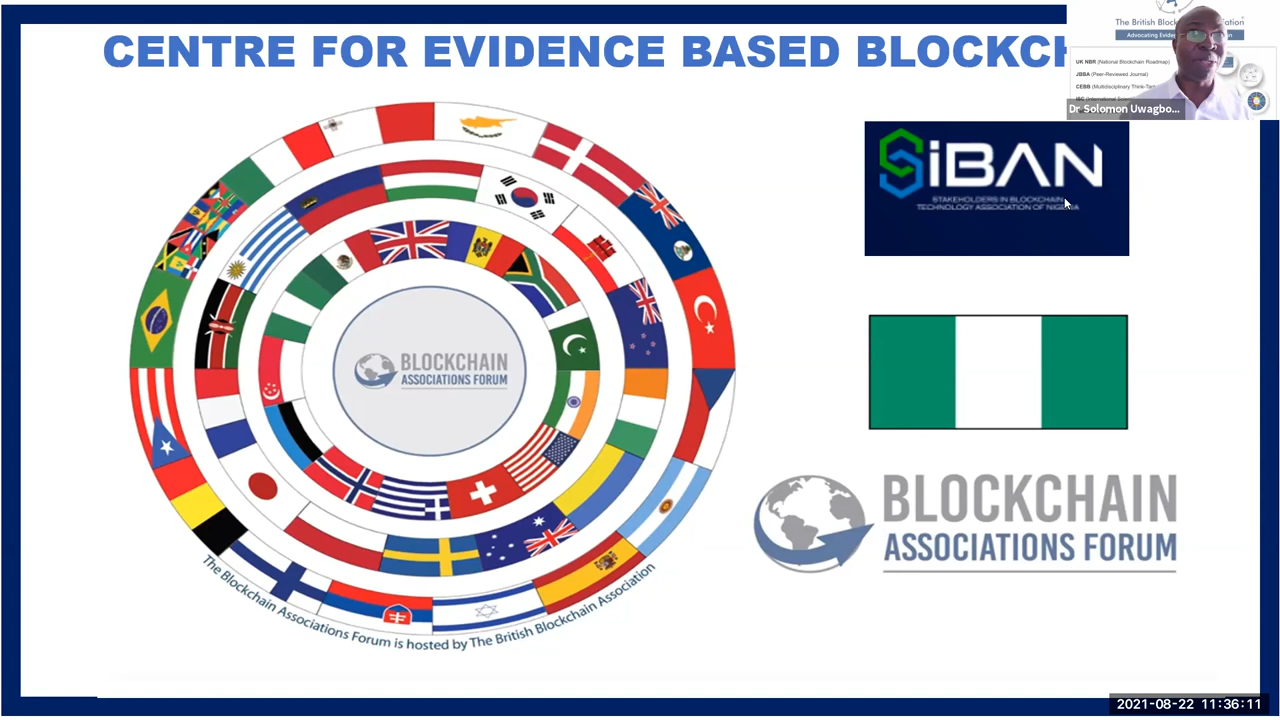 CENTRE FOR EVIDENCE BASED BLOCKCH
The British Block
Advocating Evide
UK NBR (National Blockchain Roadmap)
JBBA (Peer-Reviewed Journal)
CEBB (Multidisciplinary Think-Tan
Dr Solomon Uwagbo...
SiBAN
STAKEHOLDERS IN BLOCKCHAIN
TECHNOLOGY ASSOCIATION OF NIGERIA
BLOCKCHAIN
ASSOCIATIONS FORUM
BLOCKCHAIN
ASSOCIATIONS FORUM
The Blockchain Associations Forum is hosted by The British Blockchain Association
2021-08-22 11:36:11